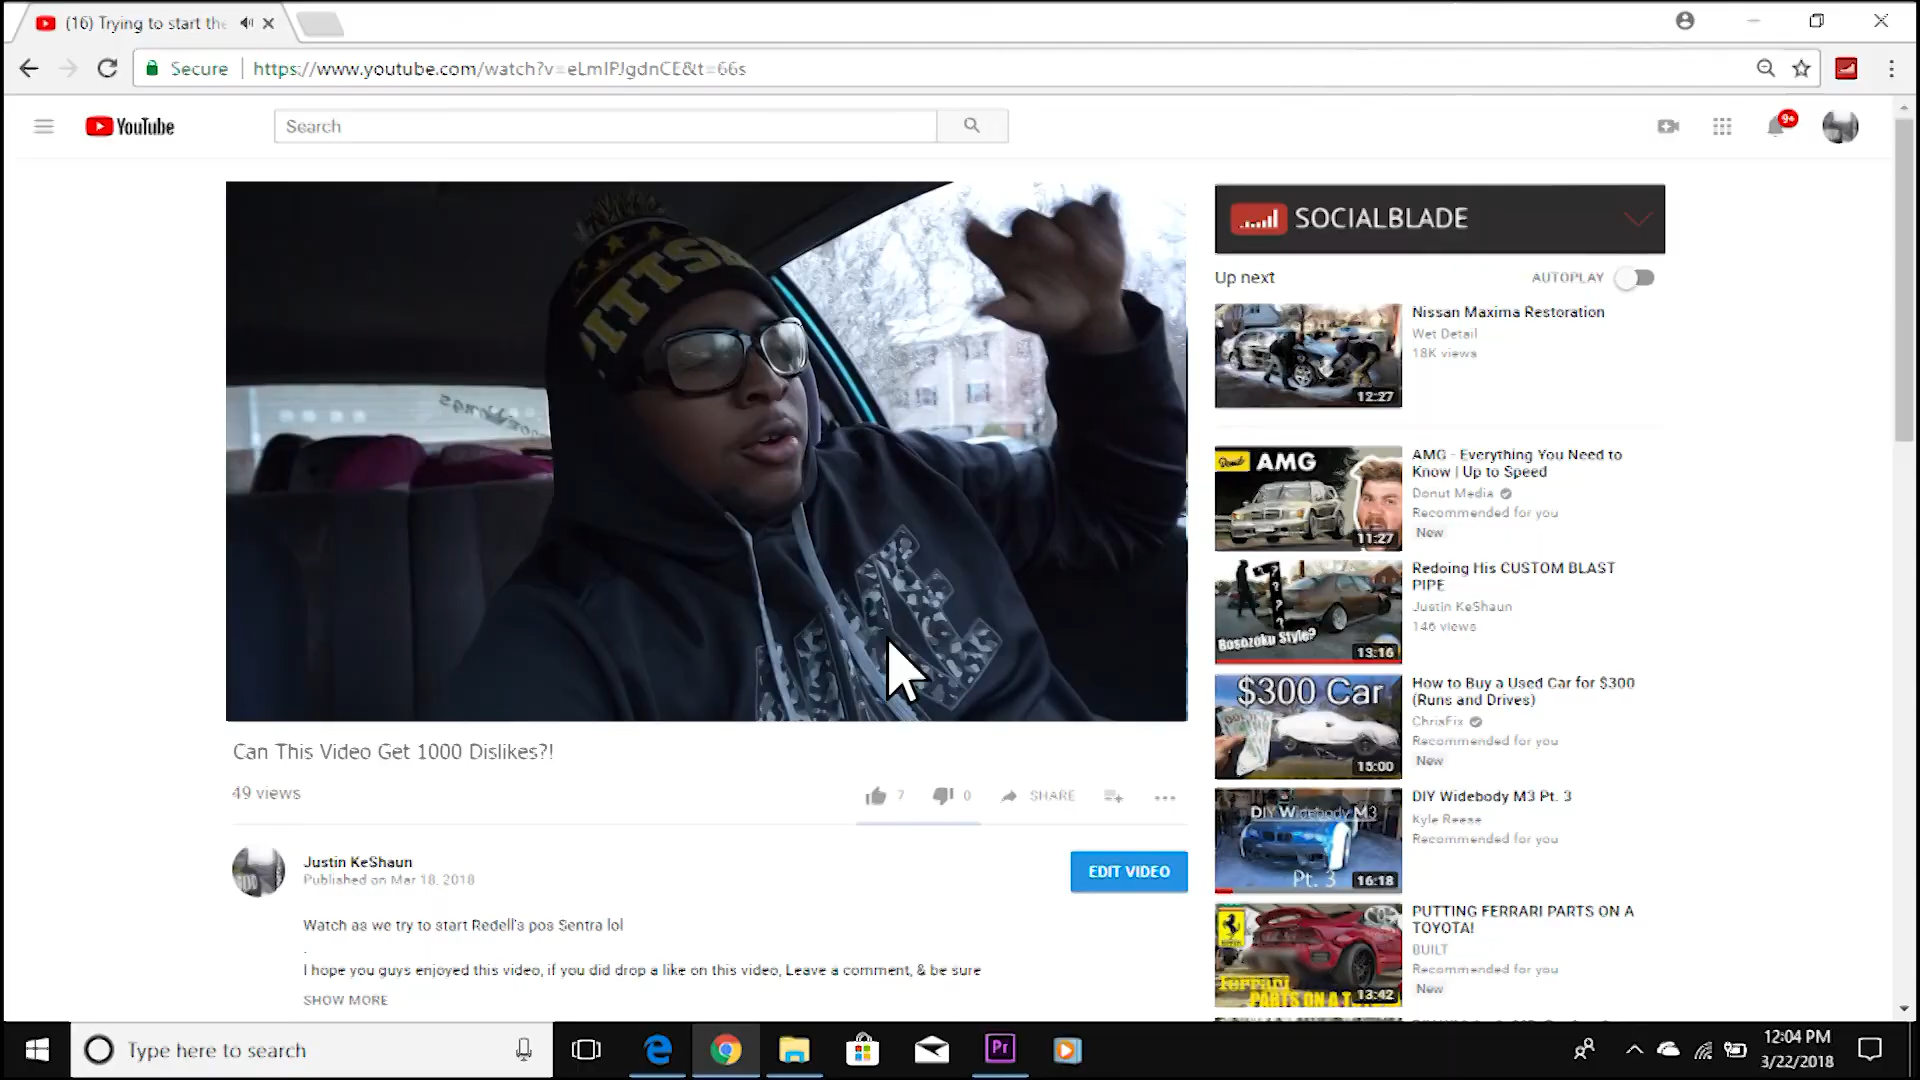 (16) Trying to start the
Secure
https://www.youtube.com/watch?v=eLmIPJgdnCE&t=66s
YouTube
Search
9+
PITTSB
SOCIALBLADE
Up next
AUTOPLAY
12:27
Nissan Maxima Restoration
Wet Detail
18K views
Donut
AMG
11:27
AMG - Everything You Need to
Know | Up to Speed
Donut Media
Recommended for you
New
Bosozoku Style?
13:16
Redoing His CUSTOM BLAST
PIPE
Justin KeShaun
146 views
$300 Car
15:00
How to Buy a Used Car for $300
(Runs and Drives)
ChrisFix
Recommended for you
New
DIY Widebody M3
Pt. 3
16:18
DIY Widebody M3 Pt. 3
Kyle Reese
Recommended for you
Ferrari
PARTS ON A T
13:42
PUTTING FERRARI PARTS ON A
TOYOTA!
BUILT
Recommended for you
New
Can This Video Get 1000 Dislikes?!
49 views
7
0
SHARE
Justin KeShaun
Published on Mar 18, 2018
EDIT VIDEO
Watch as we try to start Redell's pos Sentra lol
.
I hope you guys enjoyed this video, if you did drop a like on this video, Leave a comment, & be sure
SHOW MORE
Type here to search
Pr
12:04 PM
3/22/2018